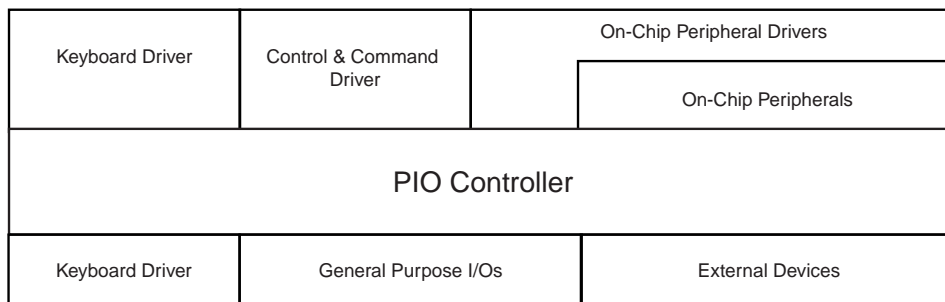 Keyboard Driver
Control & Command
Driver
On-Chip Peripheral Drivers
On-Chip Peripherals
PIO Controller
Keyboard Driver
General Purpose I/Os
External Devices